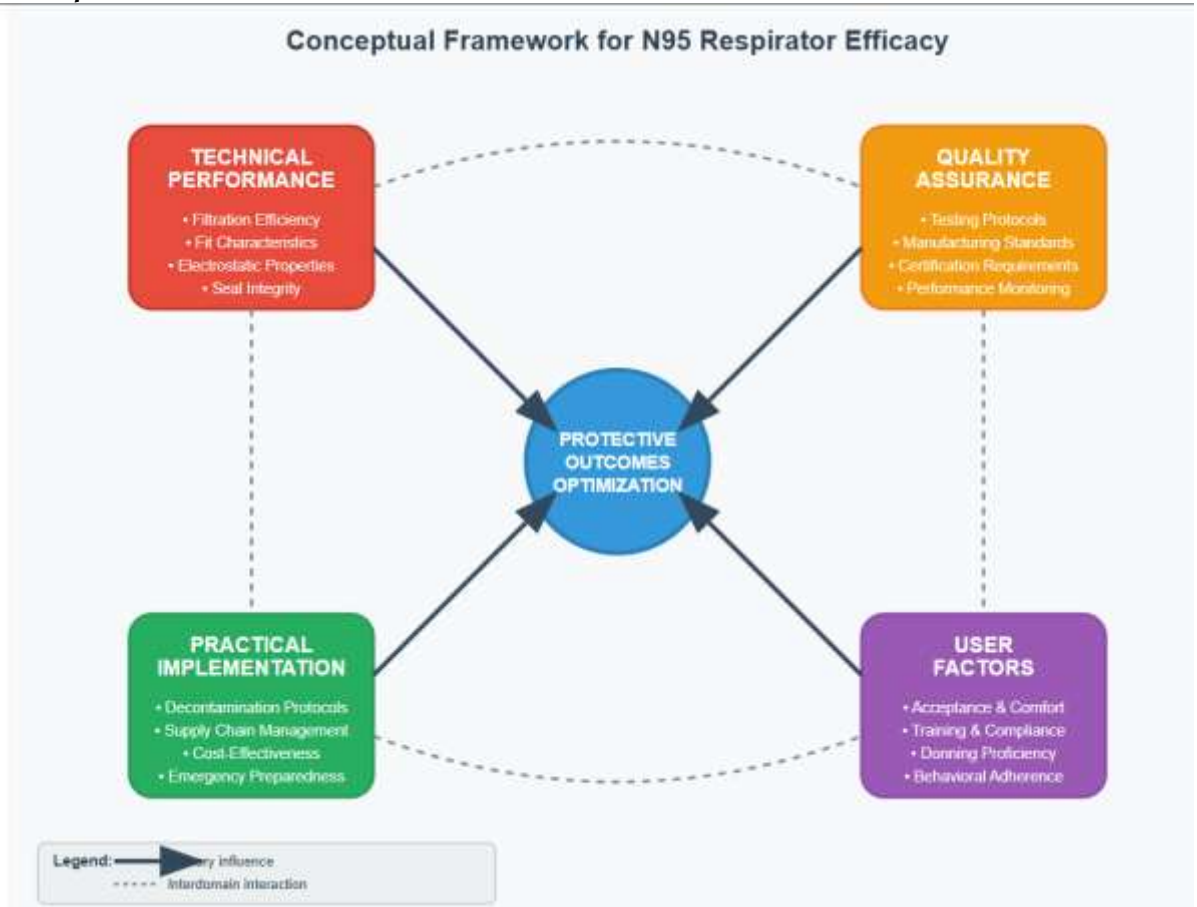 Conceptual Framework for N95 Respirator Efficacy
TECHNICAL
PERFORMANCE
• Filtration Efficiency
• Fit Characteristics
• Electrostatic Properties
• Seal Integrity
QUALITY
ASSURANCE
• Testing Protocols
• Manufacturing Standards
• Certification Requirements
• Performance Monitoring
PROTECTIVE
OUTCOMES
OPTIMIZATION
PRACTICAL
IMPLEMENTATION
• Decontamination Protocols
• Supply Chain Management
• Cost-Effectiveness
• Emergency Preparedness
USER
FACTORS
• Acceptance & Comfort
• Training & Compliance
• Donning Proficiency
• Behavioral Adherence
Legend:
influence
Interdomain interaction